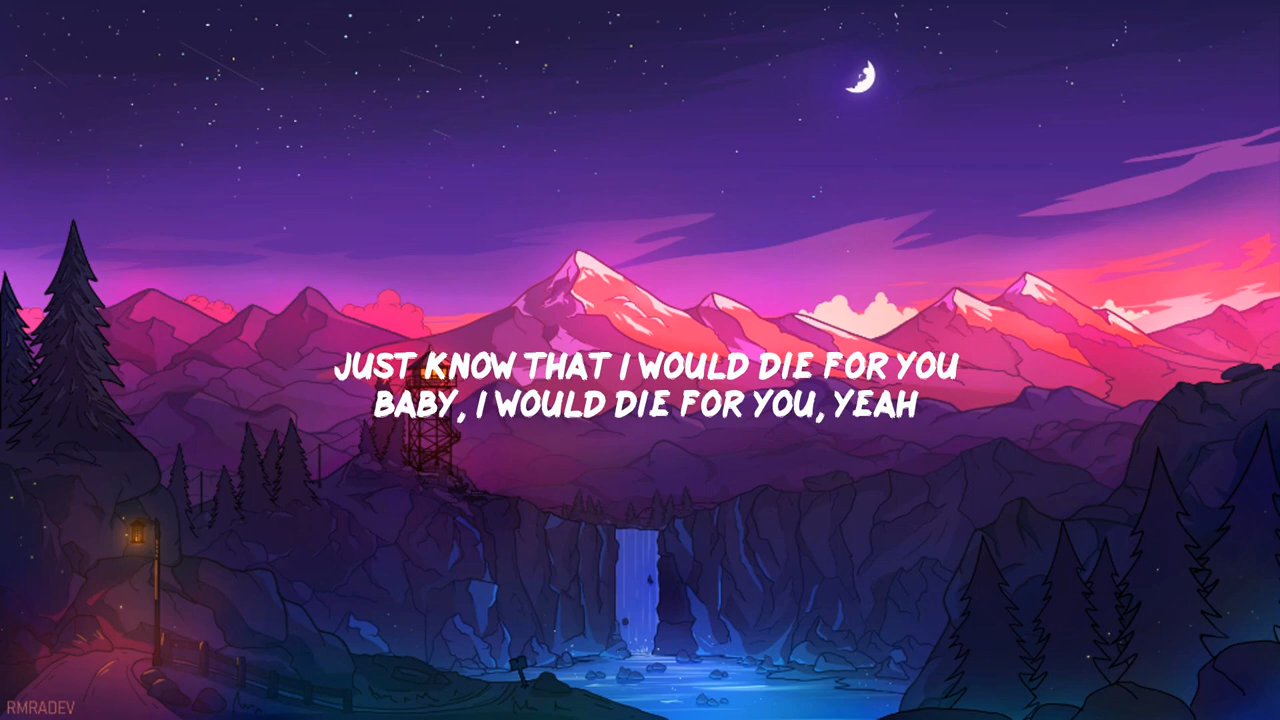 JUST KNOW THAT I WOULD DIE FOR YOU
BABY, I WOULD DIE FOR YOU, YEAH
RMRADEV